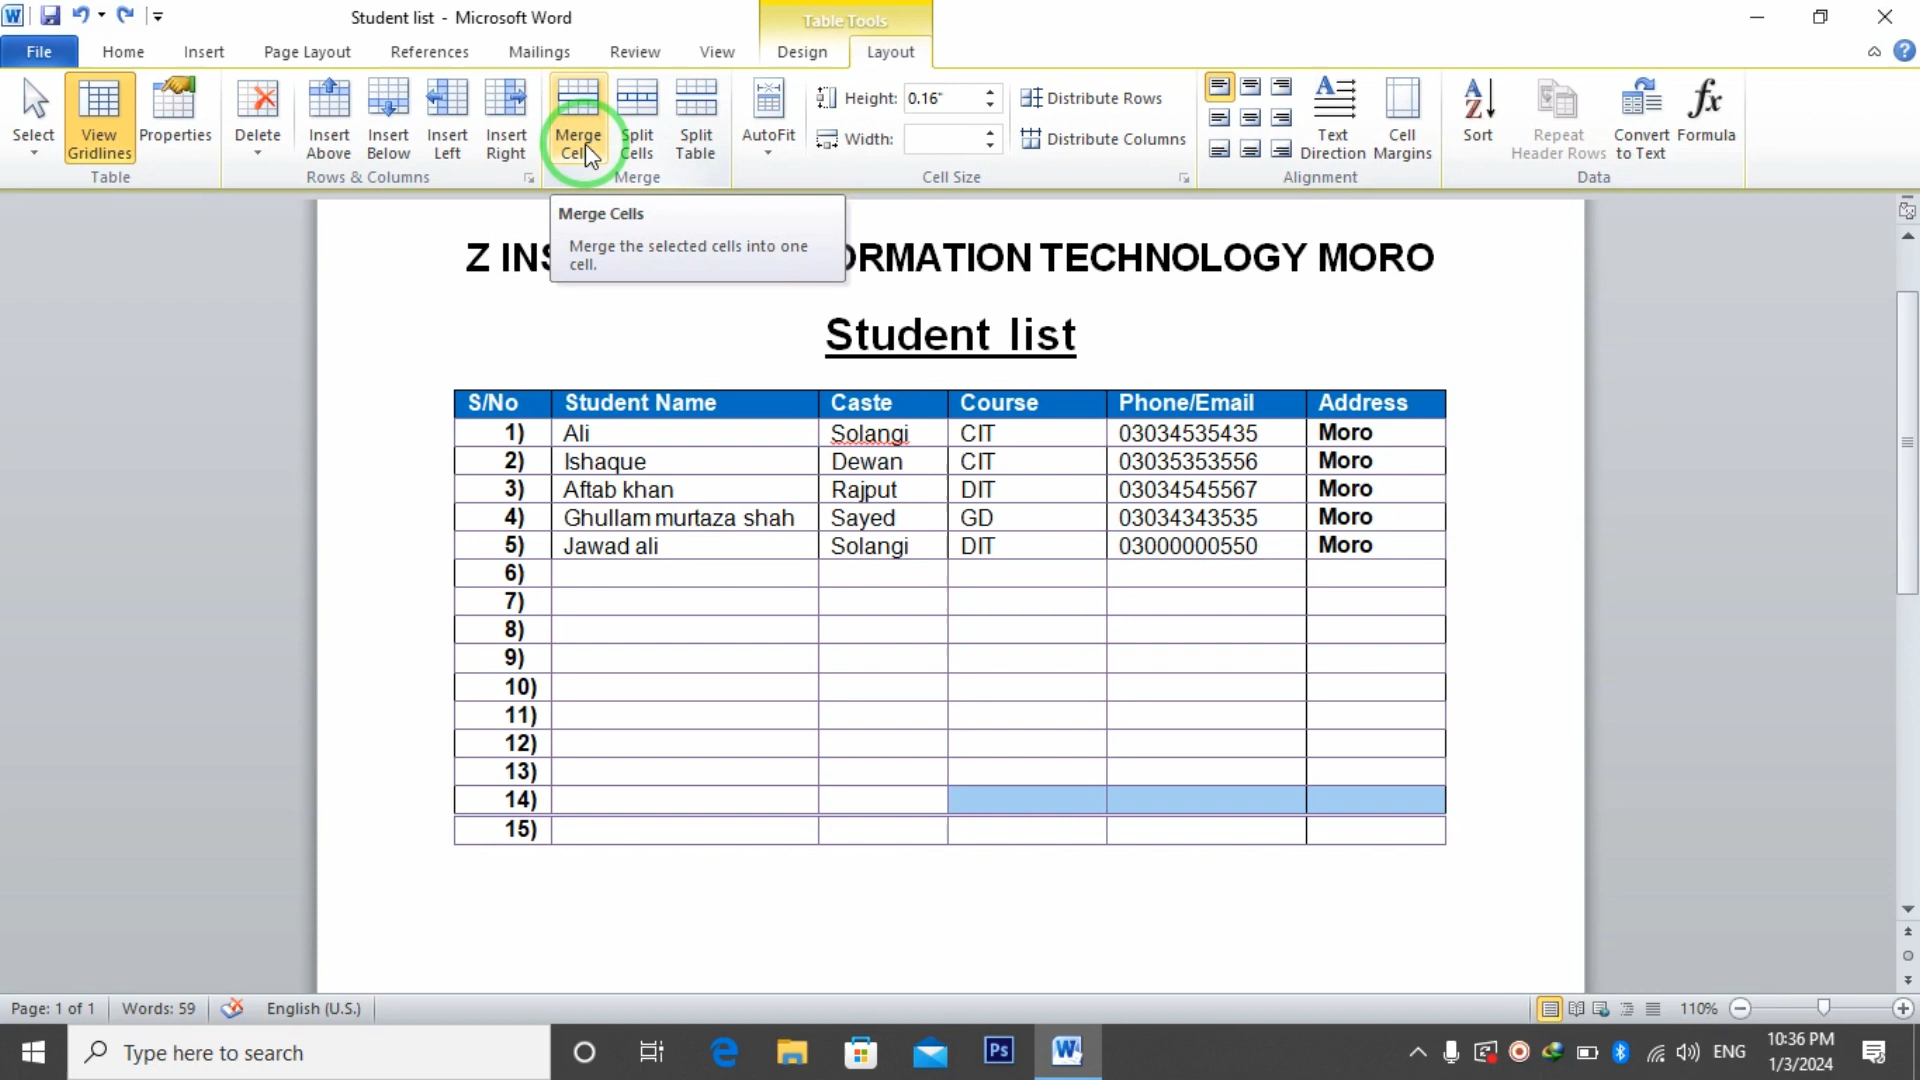 Student list - Microsoft Word
Table Tools
File Home Insert Page Layout References Mailings Review View Design Layout
Select
View Gridlines
Properties
Delete
Insert Above
Insert Below
Insert Left
Insert Right
Merge Cells
Split Cells
Split Table
AutoFit
Height: 0.16"
Width:
Distribute Rows
Distribute Columns
Text Direction
Cell Margins
Sort
Repeat Header Rows
Convert to Text
Formula
Table Rows & Columns Merge Cell Size Alignment Data
Merge Cells
Merge the selected cells into one
cell.
Z INS ORMATION TECHNOLOGY MORO
Student list
S/No Student Name Caste Course Phone/Email Address
1) Ali Solangi CIT 03034535435 Moro
2) Ishaque Dewan CIT 03035353556 Moro
3) Aftab khan Rajput DIT 03034545567 Moro
4) Ghullam murtaza shah Sayed GD 03034343535 Moro
5) Jawad ali Solangi DIT 03000000550 Moro
6)
7)
8)
9)
10)
11)
12)
13)
14)
15)
Page: 1 of 1 Words: 59 English (U.S.) 110%
Type here to search
Ps
ENG
10:36 PM
1/3/2024